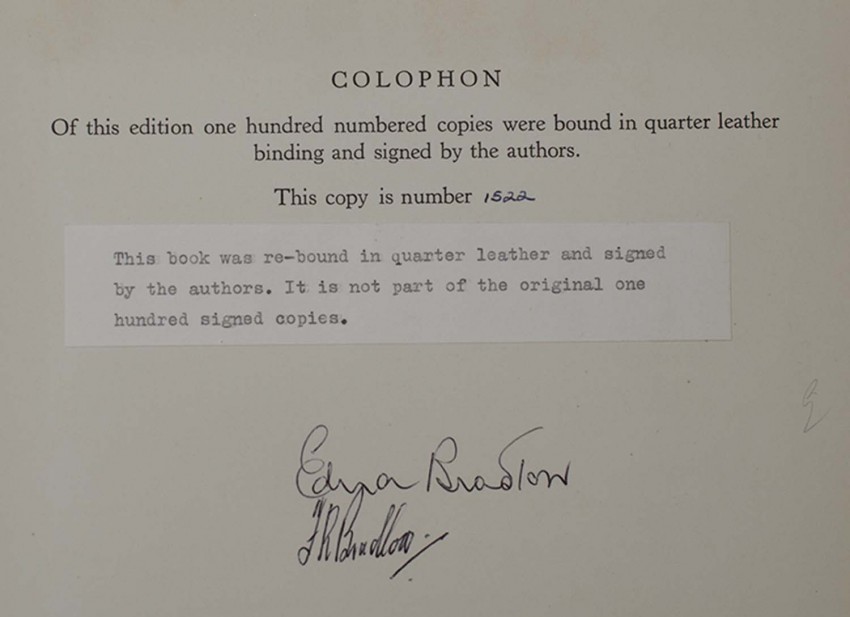 COLOPHON
Of this edition one hundred numbered copies were bound in quarter leather
binding and signed by the authors.
This copy is number 1522
This book was re-bound in quarter leather and signed
by the authors. It is not part of the original one
hundred signed copies.
Edna Bradlow
F R Bradlow.